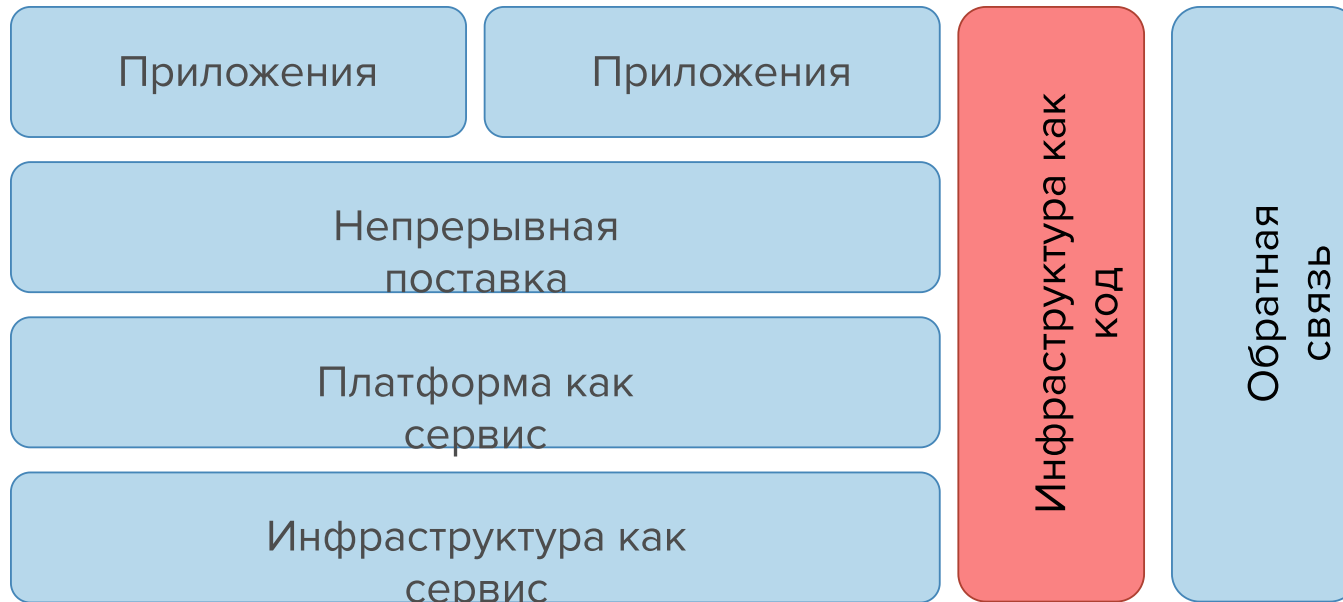 Приложения
Приложения
Непрерывная
поставка
Платформа как
сервис
Инфраструктура как
сервис
Инфраструктура как
код
Обратная
связь